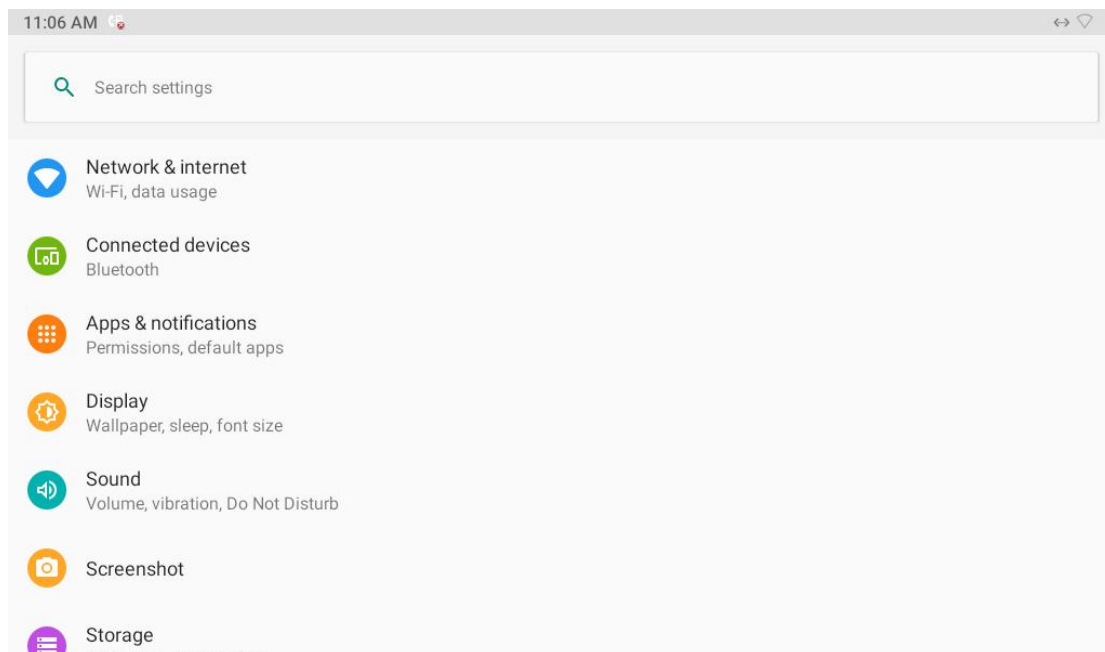 11:06 AM
Search settings
Network & internet
Wi-Fi, data usage
Connected devices
Bluetooth
Apps & notifications
Permissions, default apps
Display
Wallpaper, sleep, font size
Sound
Volume, vibration, Do Not Disturb
Screenshot
Storage